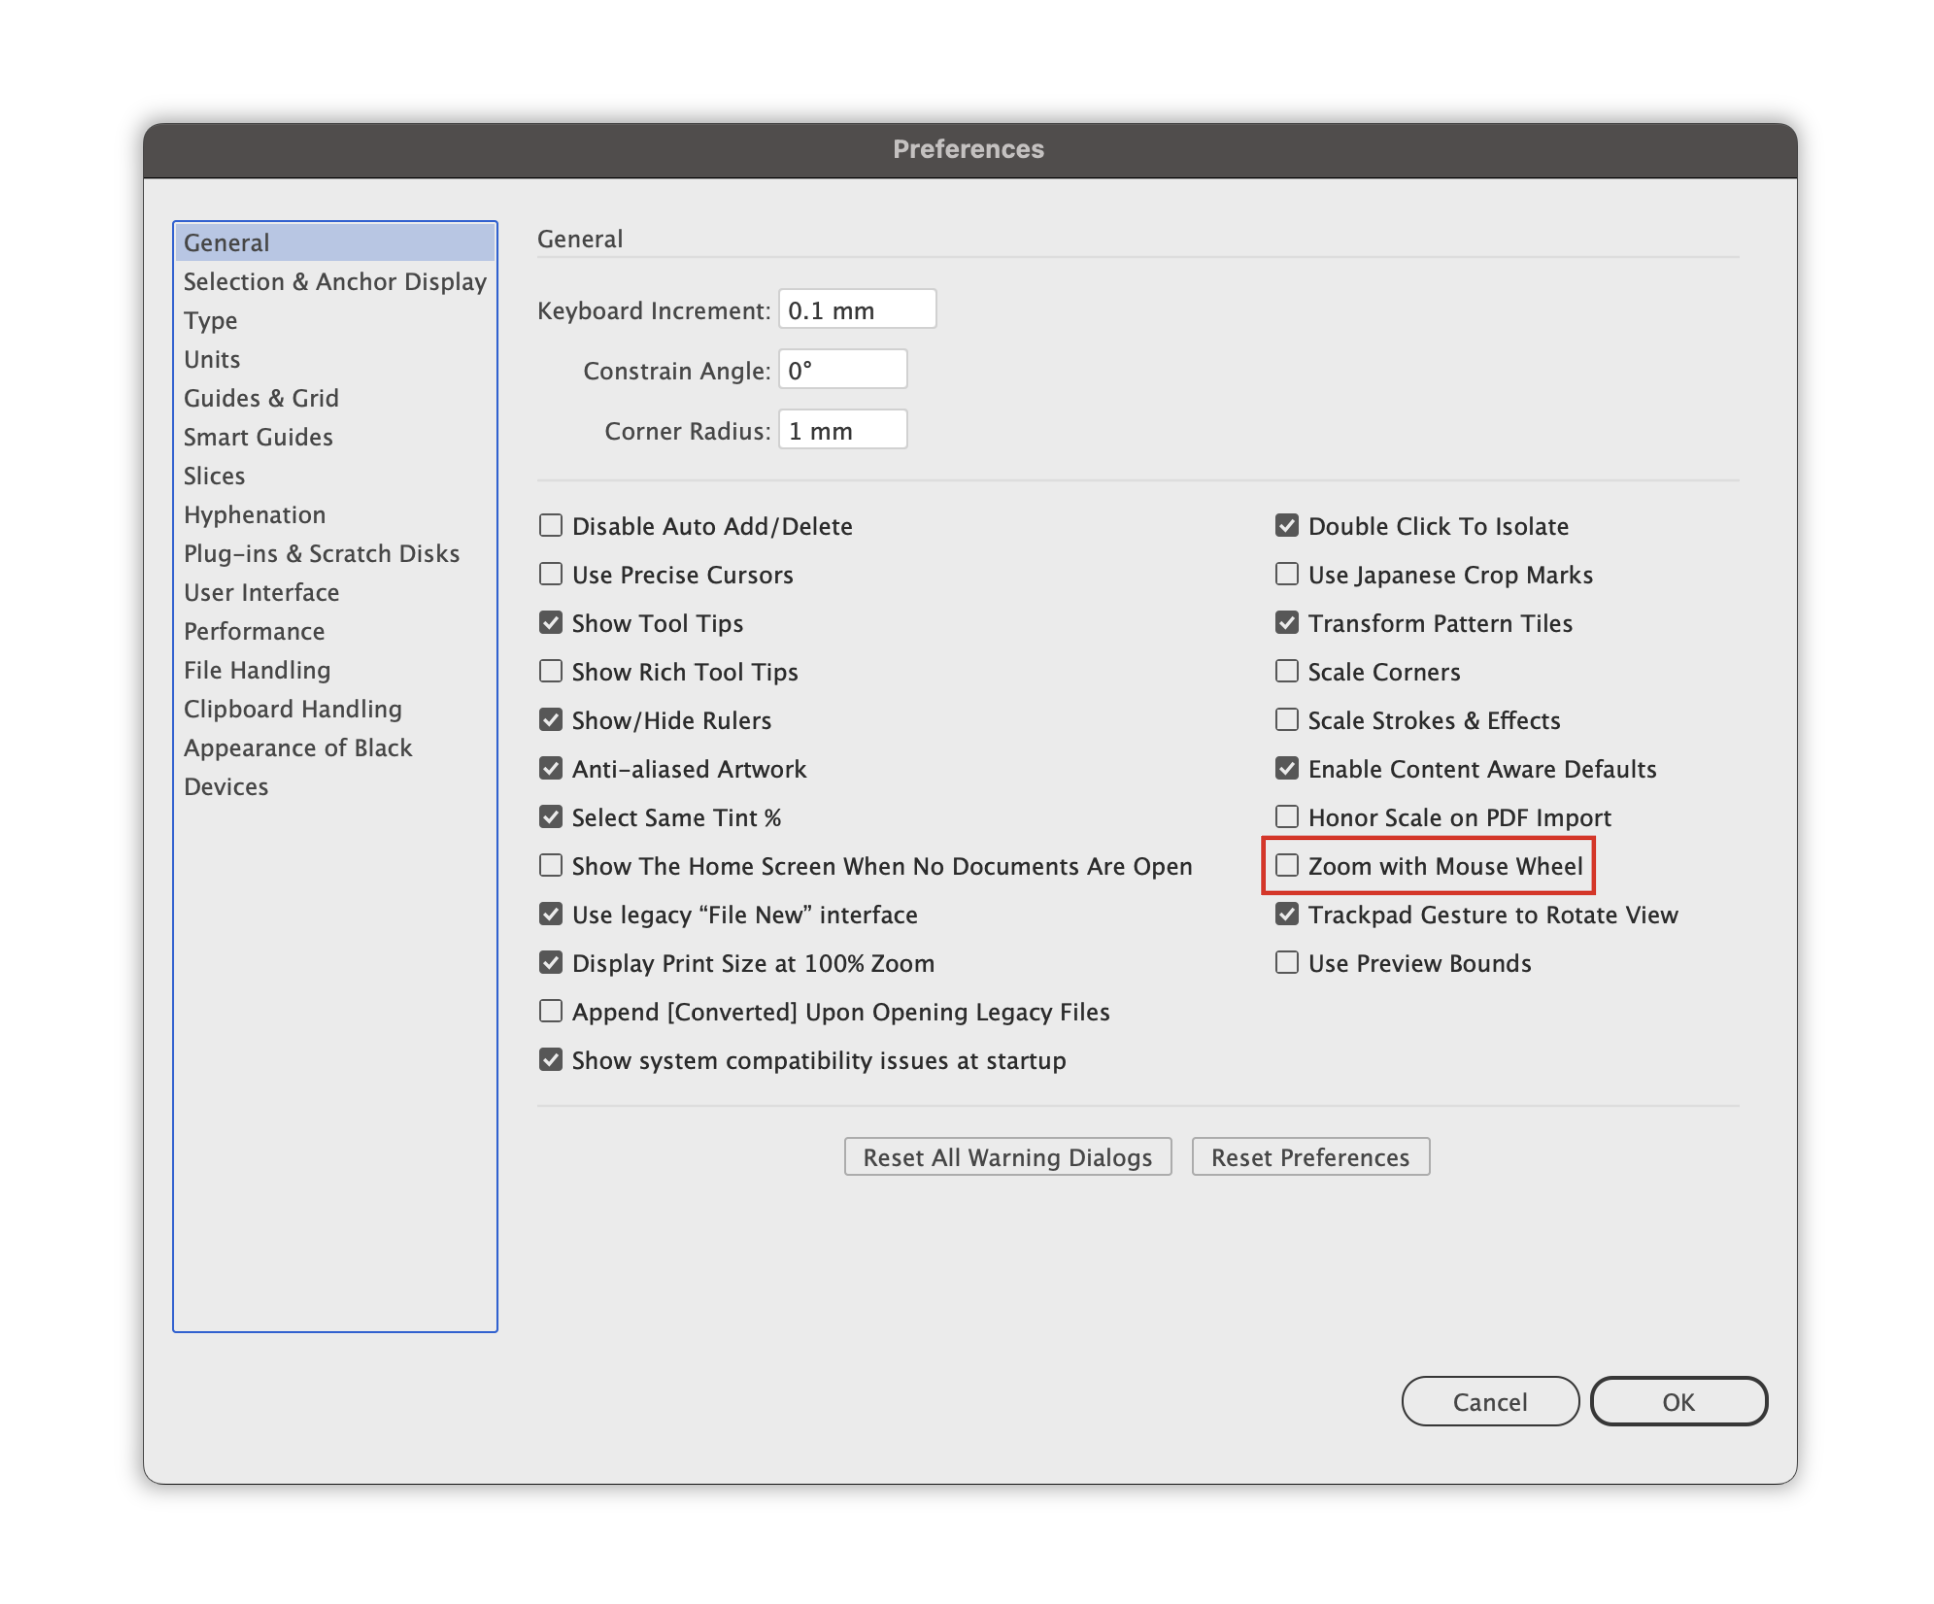 Preferences
General
Selection & Anchor Display
Type
Units
Guides & Grid
Smart Guides
Slices
Hyphenation
Plug-ins & Scratch Disks
User Interface
Performance
File Handling
Clipboard Handling
Appearance of Black
Devices
General
Keyboard Increment: 0.1 mm
Constrain Angle: 0°
Corner Radius: 1 mm
Disable Auto Add/Delete
Use Precise Cursors
Show Tool Tips
Show Rich Tool Tips
Show/Hide Rulers
Anti-aliased Artwork
Select Same Tint %
Show The Home Screen When No Documents Are Open
Use legacy “File New” interface
Display Print Size at 100% Zoom
Append [Converted] Upon Opening Legacy Files
Show system compatibility issues at startup
Double Click To Isolate
Use Japanese Crop Marks
Transform Pattern Tiles
Scale Corners
Scale Strokes & Effects
Enable Content Aware Defaults
Honor Scale on PDF Import
Zoom with Mouse Wheel
Trackpad Gesture to Rotate View
Use Preview Bounds
Reset All Warning Dialogs
Reset Preferences
Cancel
OK